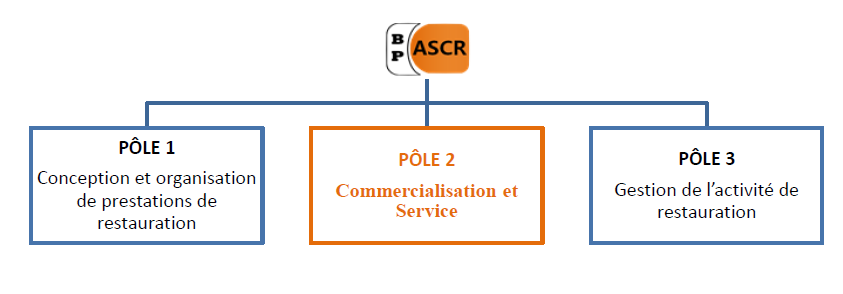 BP ASCR
PÔLE 1
Conception et organisation
de prestations de
restauration
PÔLE 2
Commercialisation et
Service
PÔLE 3
Gestion de l’activité de
restauration